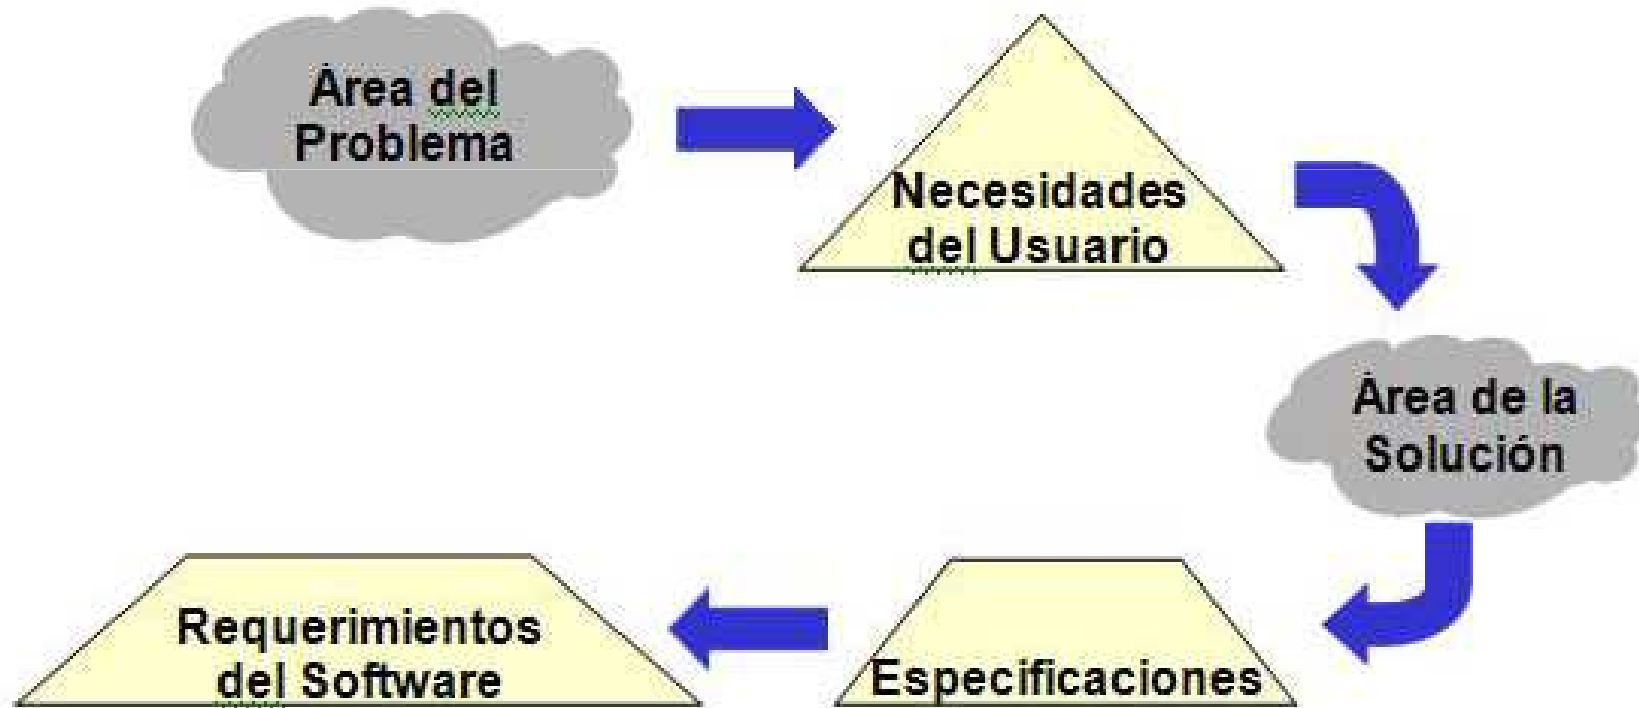 Área del
Problema
Necesidades
del Usuario
Área de la
Solución
Especificaciones
Requerimientos
del Software